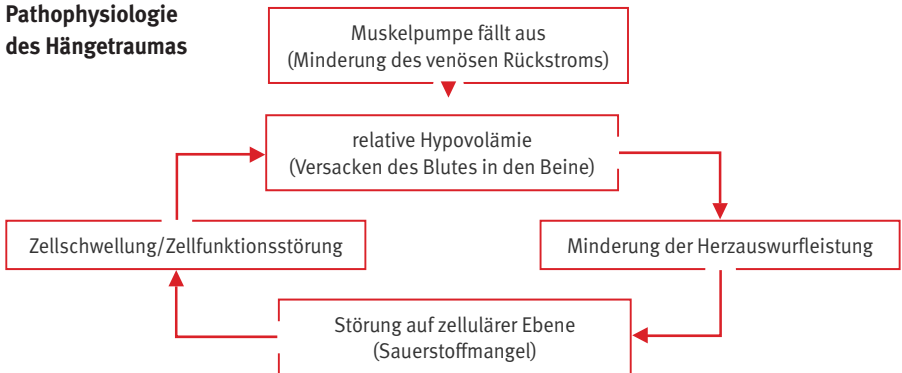 Pathophysiologie
des Hängetraumas
Muskelpumpe fällt aus
(Minderung des venösen Rückstroms)
relative Hypovolämie
(Versacken des Blutes in den Beine)
Zellschwellung/Zellfunktionsstörung
Minderung der Herzauswurfleistung
Störung auf zellulärer Ebene
(Sauerstoffmangel)